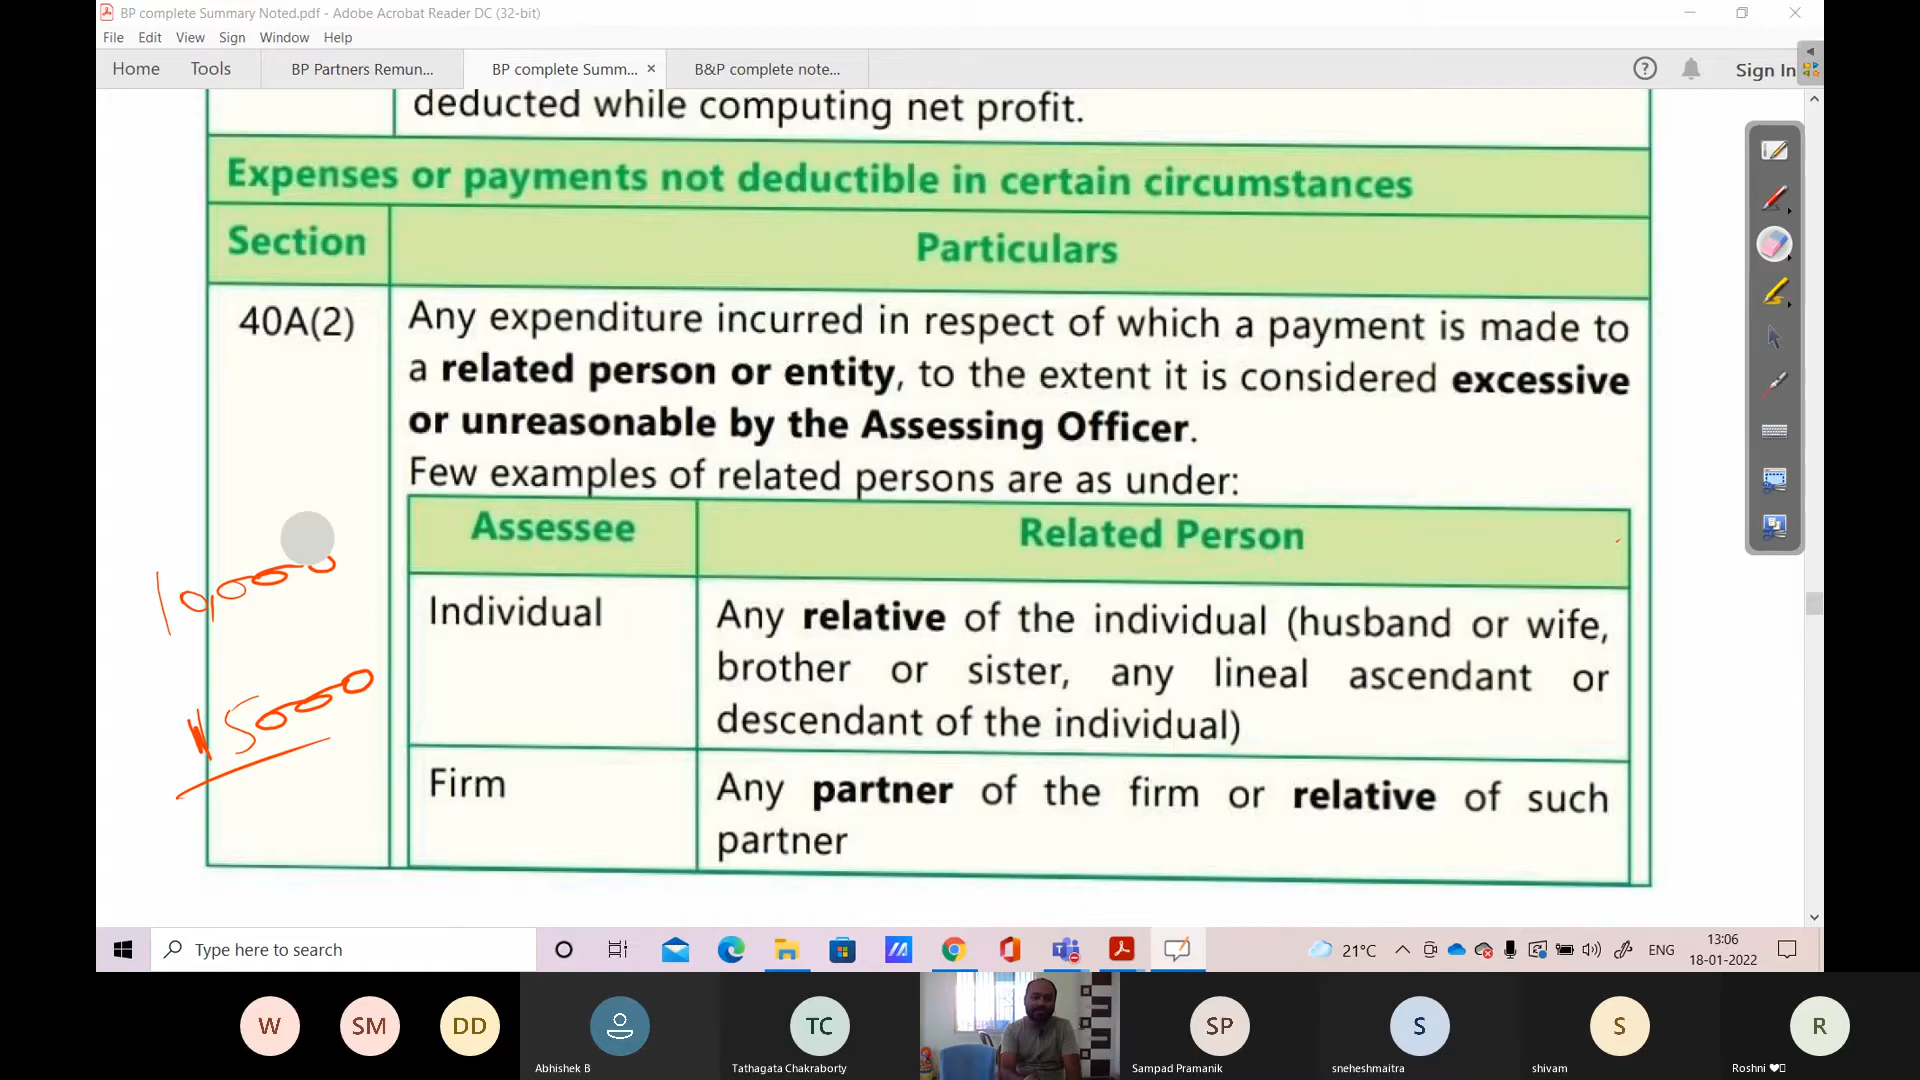 BP complete Summary Noted.pdf - Adobe Acrobat Reader DC (32-bit)
File Edit View Sign Window Help
Home Tools BP Partners Remun... BP complete Summ... × B&P complete note... Sign In
deducted while computing net profit.
Expenses or payments not deductible in certain circumstances
Section Particulars
40A(2) Any expenditure incurred in respect of which a payment is made to
a related person or entity, to the extent it is considered excessive
or unreasonable by the Assessing Officer.
Few examples of related persons are as under:
Assessee Related Person
Individual Any relative of the individual (husband or wife,
brother or sister, any lineal ascendant or
descendant of the individual)
Firm Any partner of the firm or relative of such
partner
Type here to search 21°C ENG 13:06
18-01-2022
W SM DD TC SP S S R
Abhishek B Tathagata Chakraborty Sampad Pramanik sneheshmaitra shivam Roshni